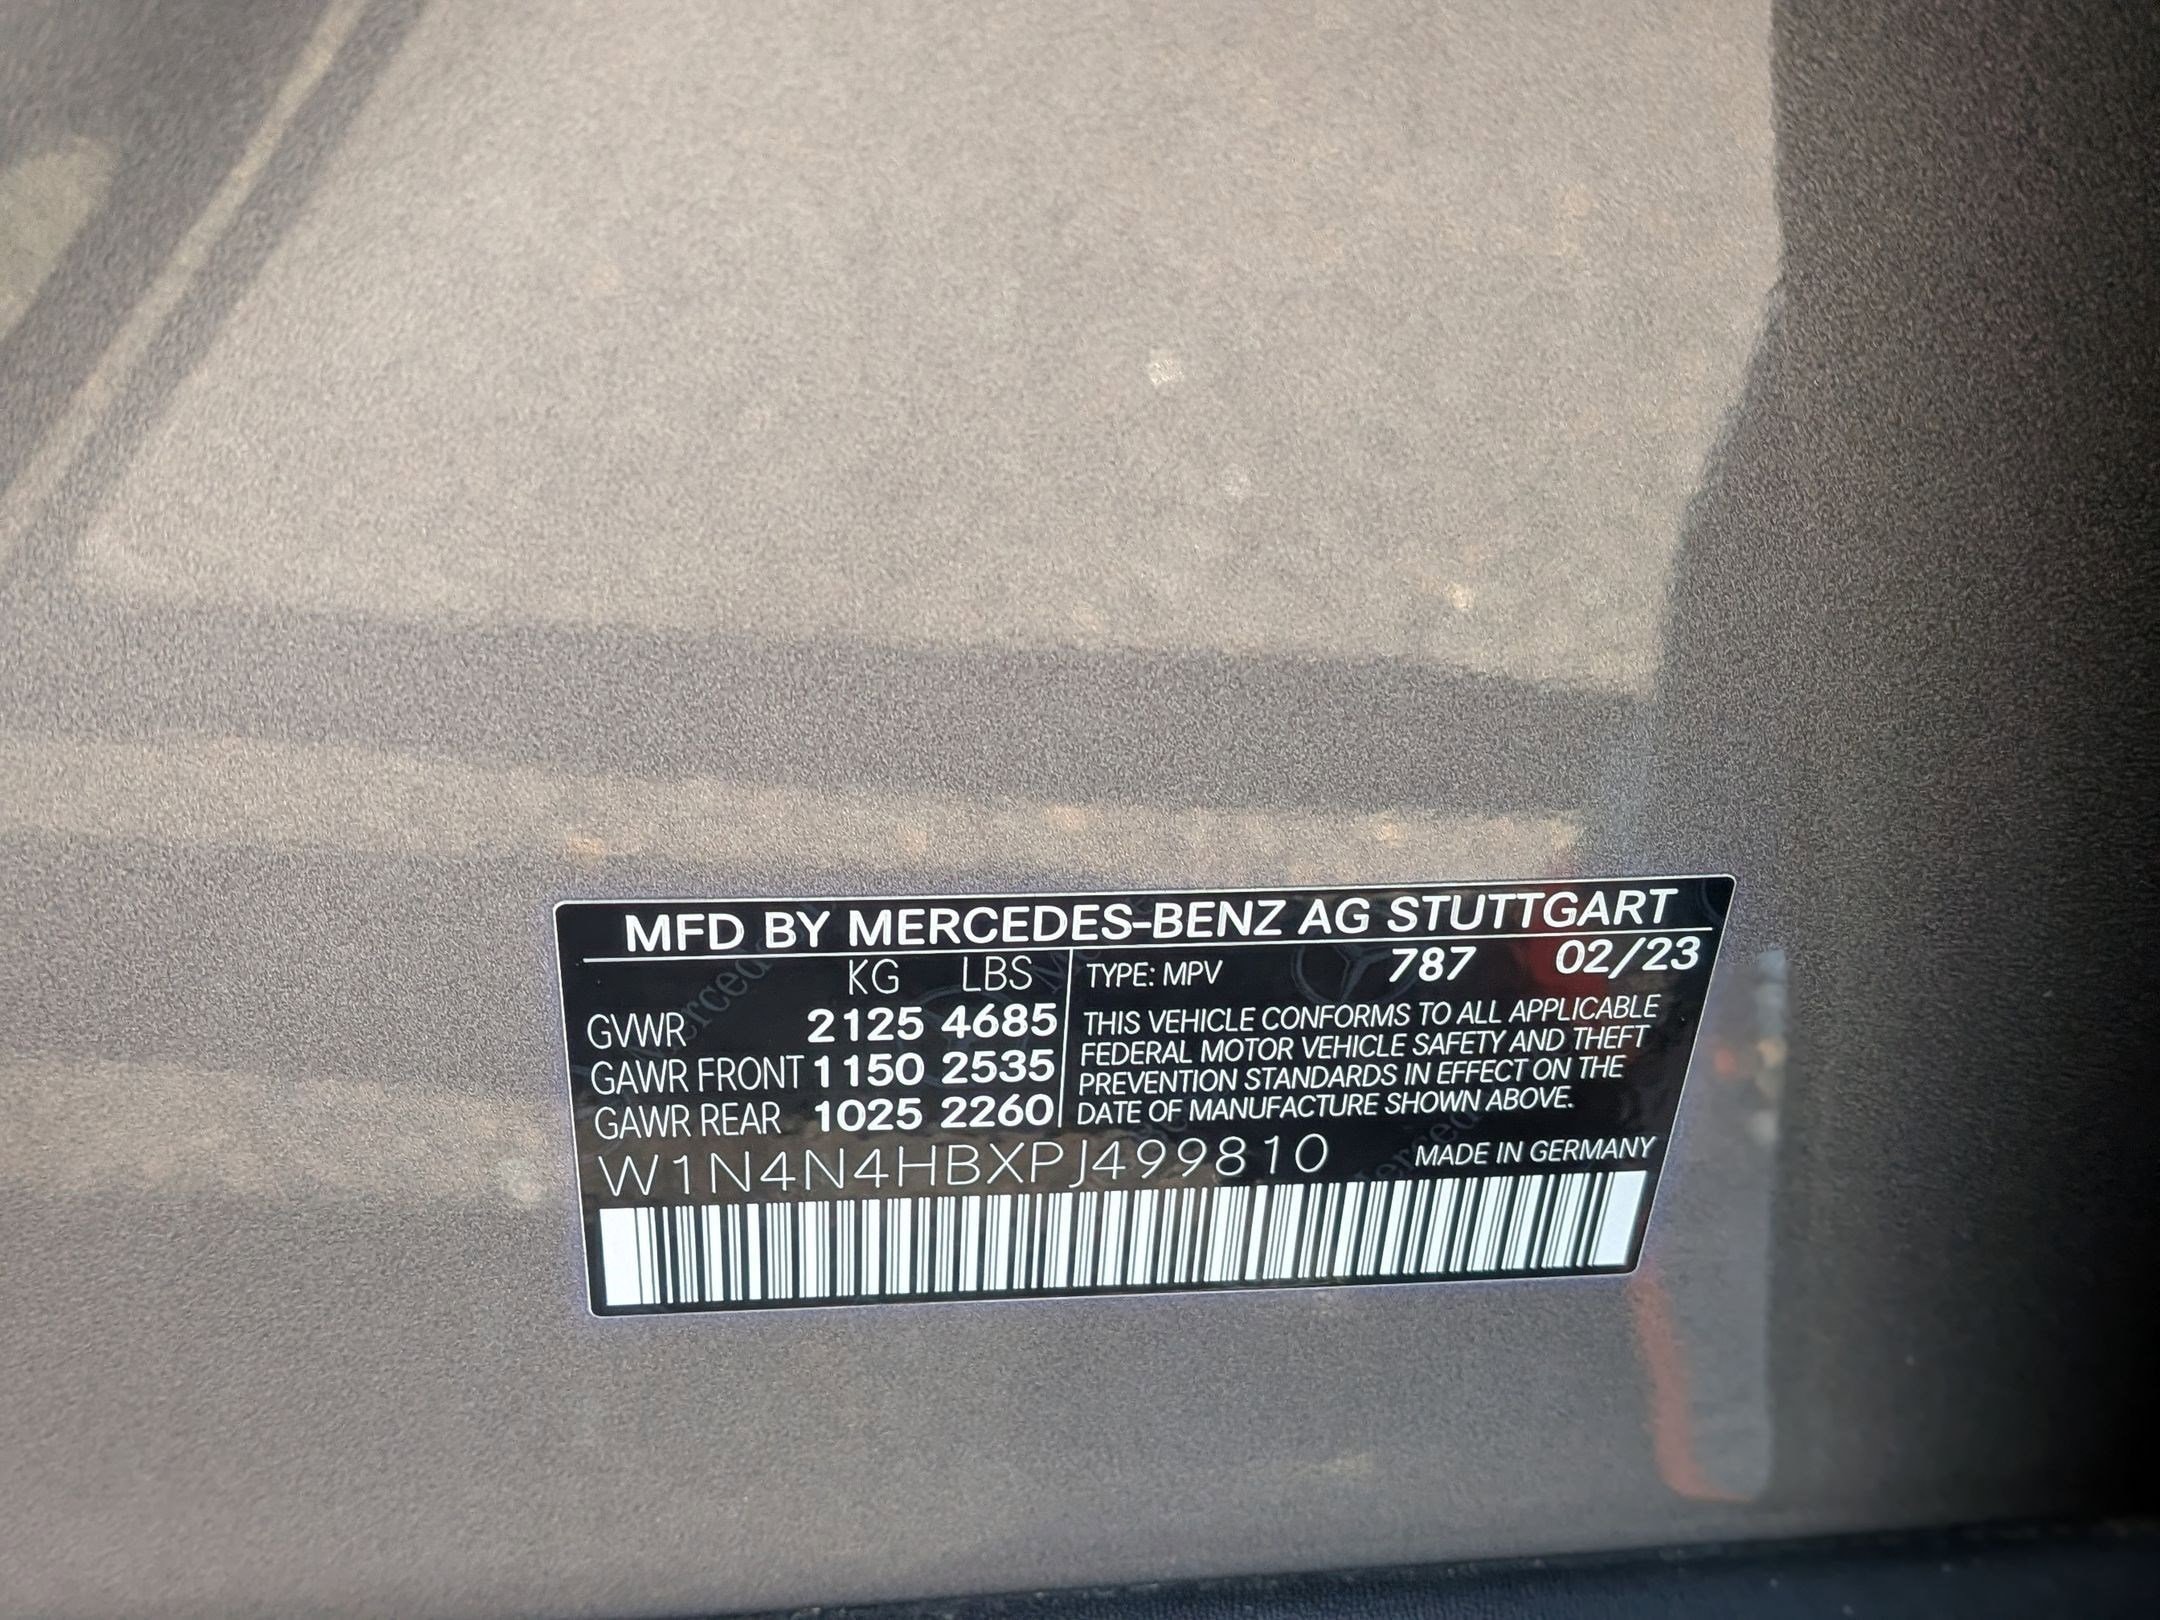 MFD BY MERCEDES-BENZ AG STUTTGART
KG LBS
GVWR 2125 4685
GAWR FRONT 1150 2535
GAWR REAR 1025 2260
TYPE: MPV 787 02/23
THIS VEHICLE CONFORMS TO ALL APPLICABLE
FEDERAL MOTOR VEHICLE SAFETY AND THEFT
PREVENTION STANDARDS IN EFFECT ON THE
DATE OF MANUFACTURE SHOWN ABOVE.
W1N4N4HBXPJ499810 MADE IN GERMANY